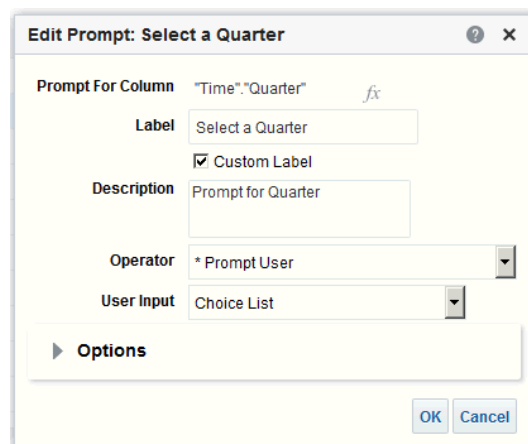 Edit Prompt: Select a Quarter
Prompt For Column "Time"."Quarter" fx
Label Select a Quarter
Custom Label
Description Prompt for Quarter
Operator * Prompt User
User Input Choice List
Options
OK Cancel